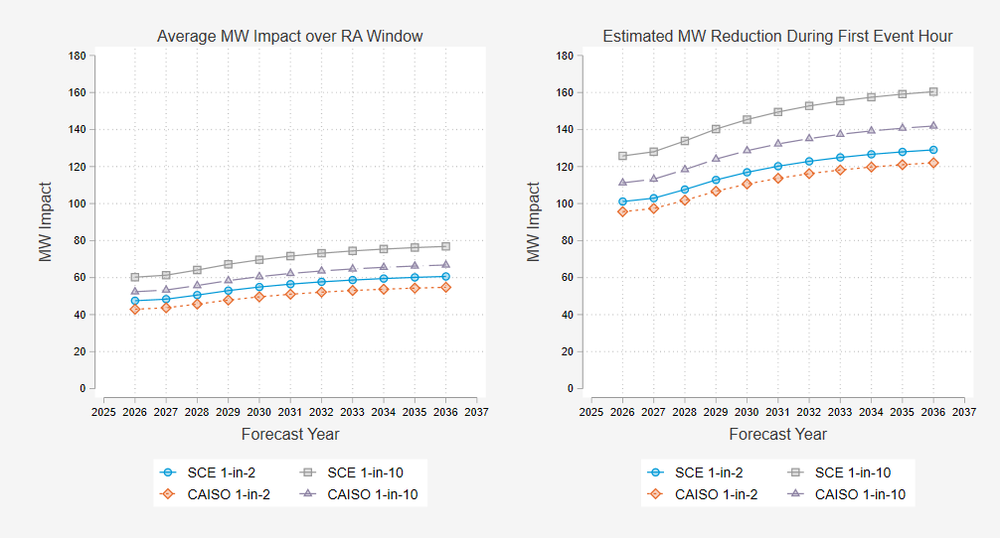 Average MW Impact over RA Window
180
160
140
120
100
80
60
40
20
0
MW Impact
2025 2026 2027 2028 2029 2030 2031 2032 2033 2034 2035 2036 2037
Forecast Year
SCE 1-in-2 SCE 1-in-10
CAISO 1-in-2 CAISO 1-in-10
Estimated MW Reduction During First Event Hour
180
160
140
120
100
80
60
40
20
0
MW Impact
2025 2026 2027 2028 2029 2030 2031 2032 2033 2034 2035 2036 2037
Forecast Year
SCE 1-in-2 SCE 1-in-10
CAISO 1-in-2 CAISO 1-in-10